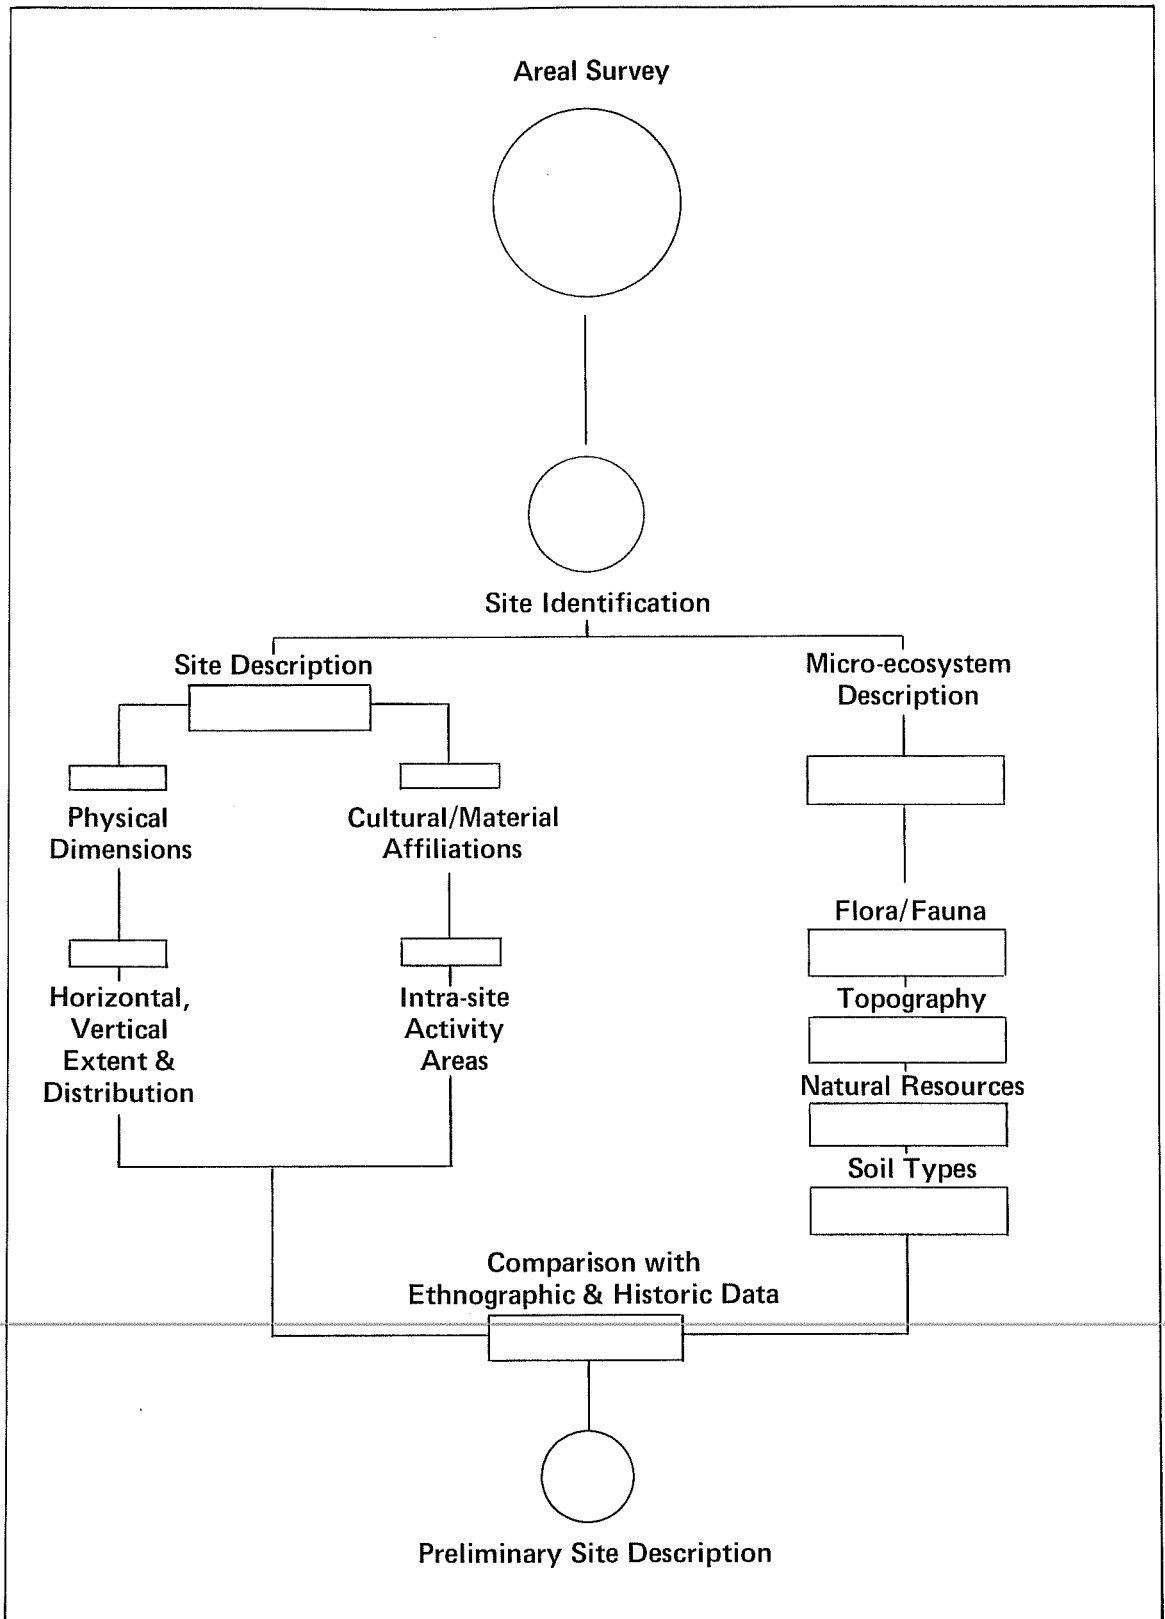 Areal Survey
Site Identification
Site Description
Micro-ecosystem
Description
Physical
Dimensions
Cultural/Material
Affiliations
Flora/Fauna
Horizontal,
Vertical
Extent &
Distribution
Intra-site
Activity
Areas
Topography
Natural Resources
Soil Types
Comparison with
Ethnographic & Historic Data
Preliminary Site Description